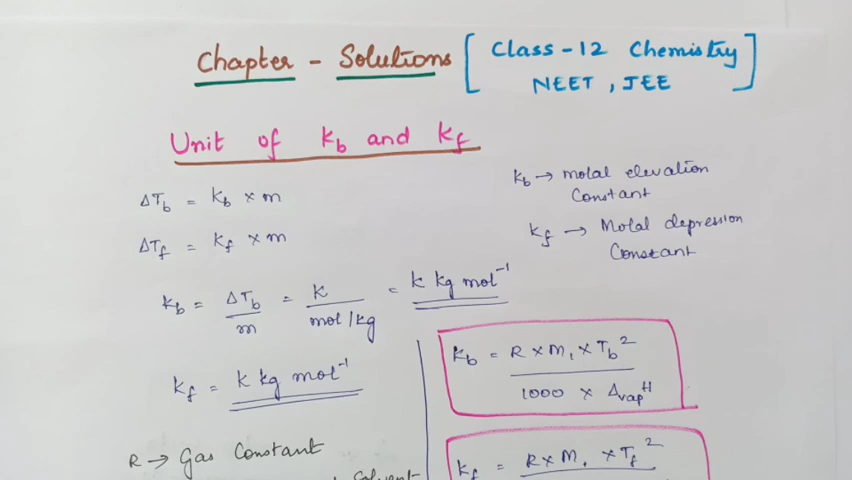 Chapter - Solutions [ Class-12 Chemistry
NEET , JEE ]
Unit of Kb and Kf
Kb → molal elevation
Constant
Kf → Molal depression
Constant
ΔTb = Kb × m
ΔTf = Kf × m
Kb = ΔTb / m = K / mol/kg = K kg mol⁻¹
Kf = K kg mol⁻¹
Kb = R × M₁ × Tb² / 1000 × ΔvapH
Kf = R × M₁ × Tf²
R → Gas Constant
Solvent